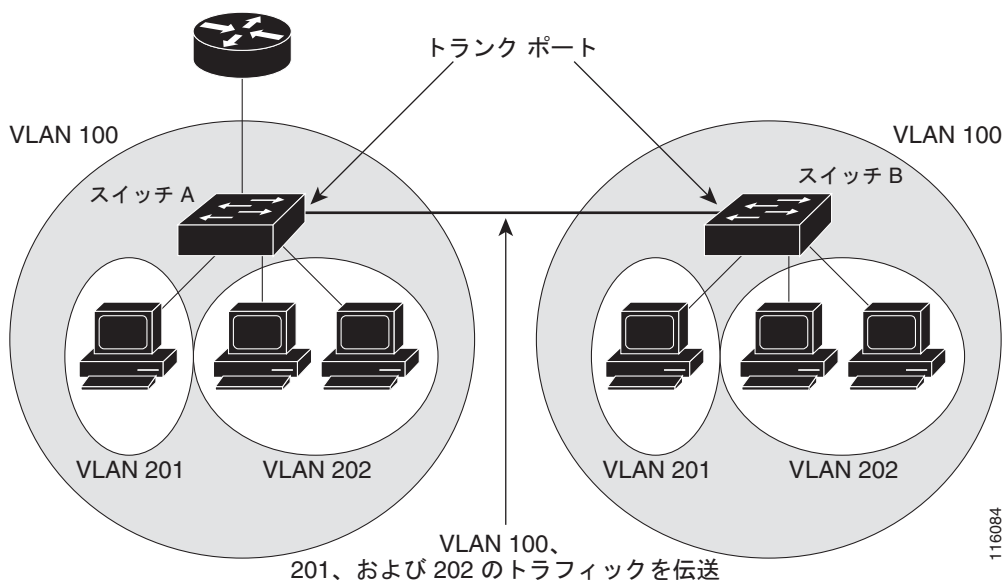 トランク ポート
VLAN 100
VLAN 100
スイッチ A
スイッチ B
VLAN 201
VLAN 202
VLAN 201
VLAN 202
VLAN 100、
201、および 202 のトラフィックを伝送
116084